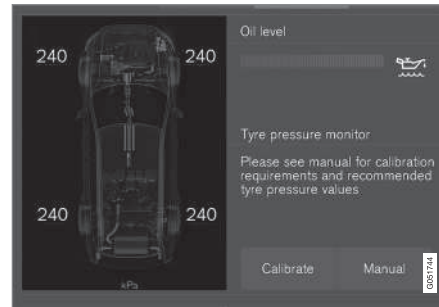 240 240
240 240
kPa
Oil level
Tyre pressure monitor
Please see manual for calibration
requirements and recommended
tyre pressure values
Calibrate Manual
G051744